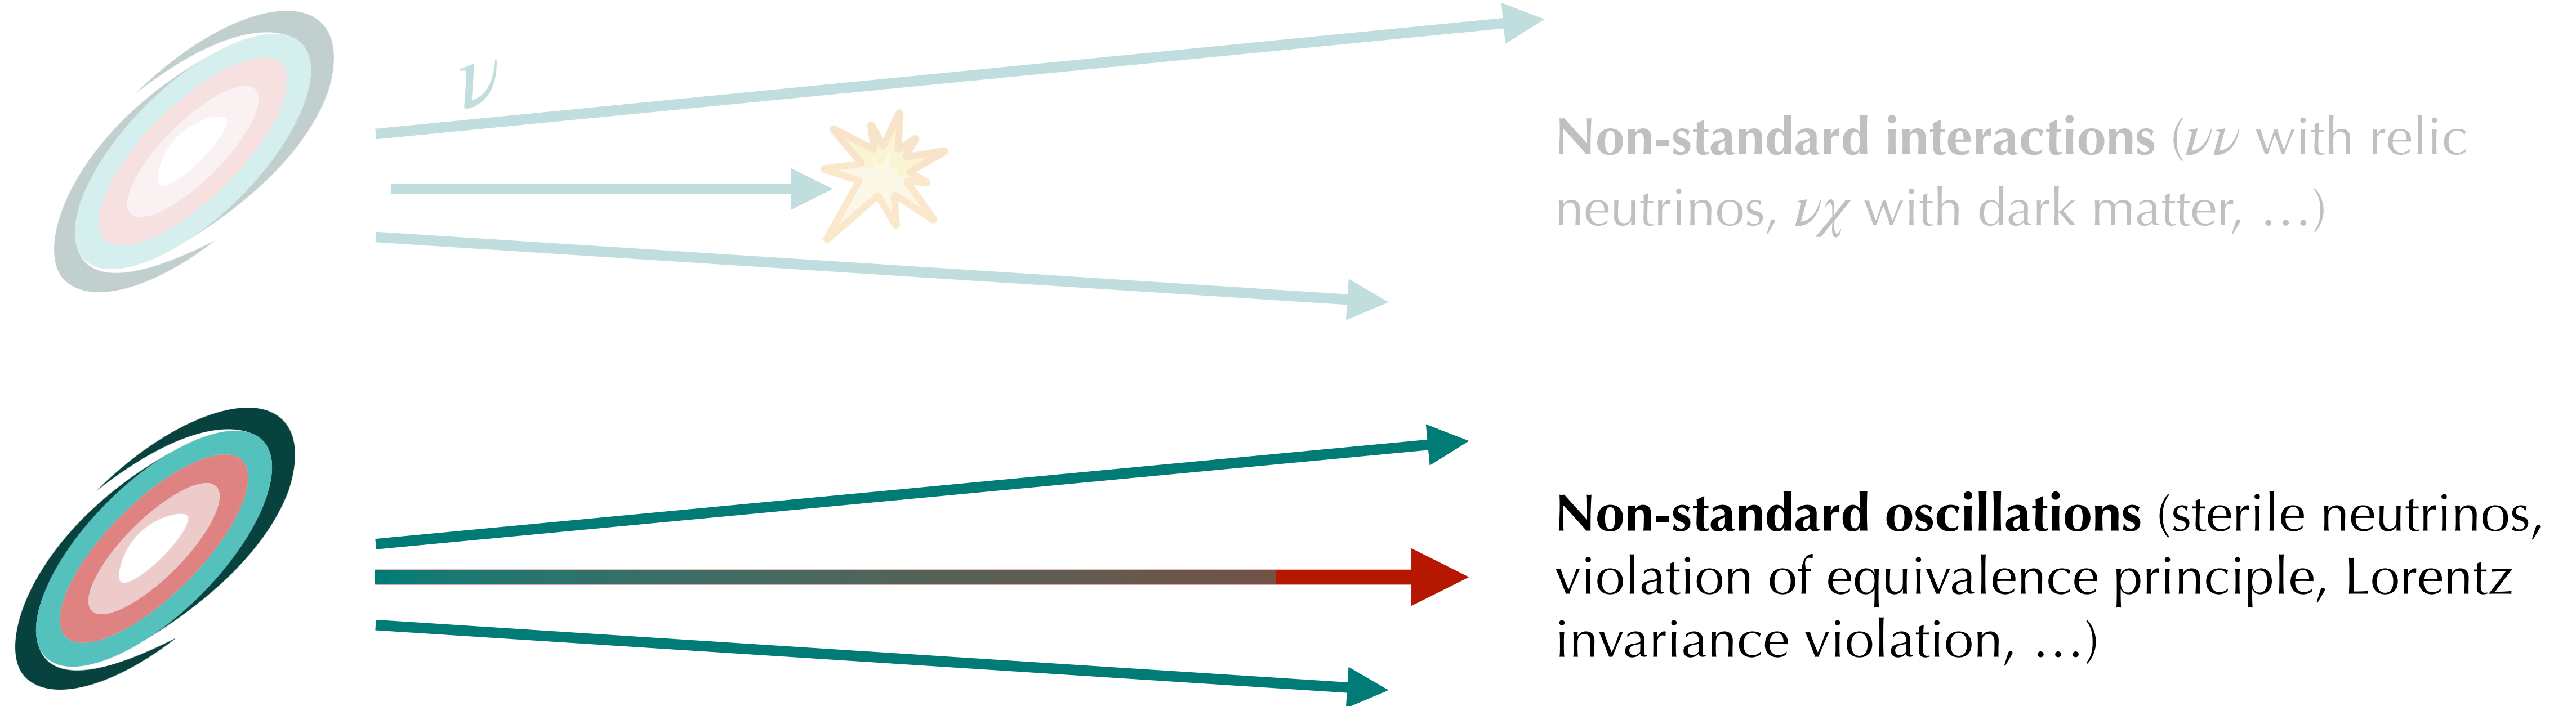 ν
Non-standard interactions (νν with relic
neutrinos, νχ with dark matter, …)
Non-standard oscillations (sterile neutrinos,
violation of equivalence principle, Lorentz
invariance violation, …)